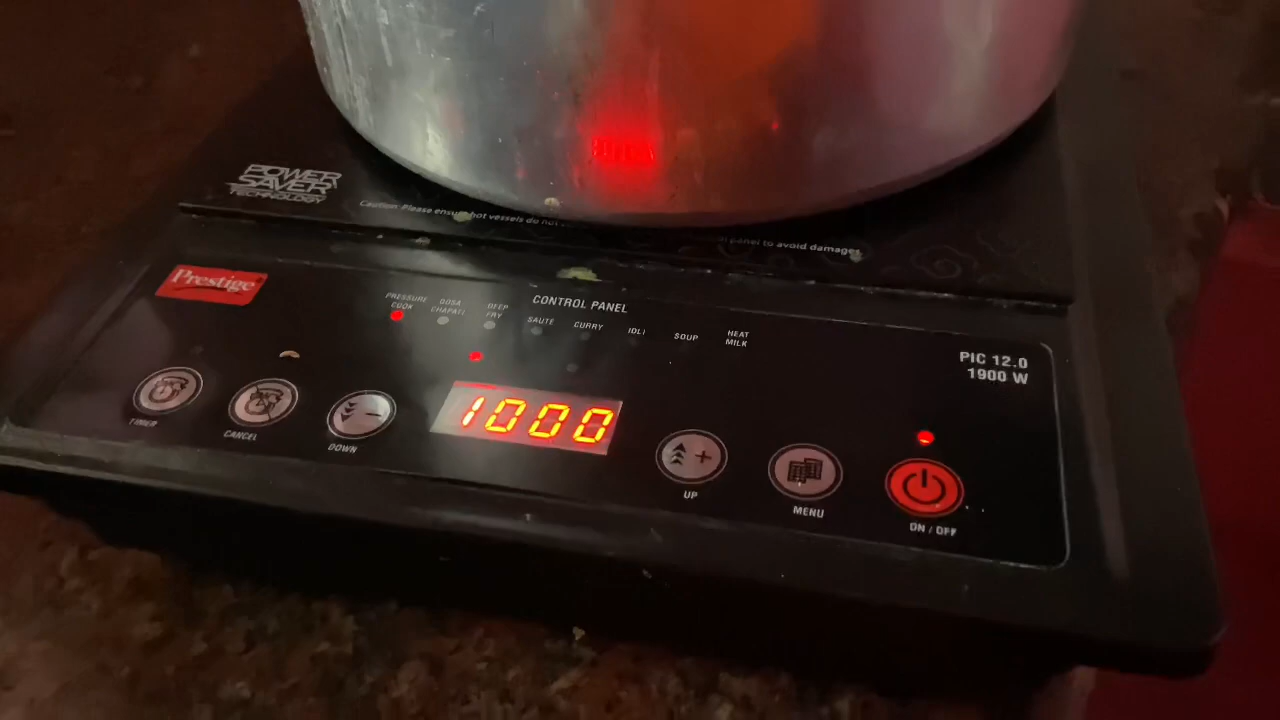 POWER
SAVER
TECHNOLOGY
Caution: Please ensure hot vessels do not
panel to avoid damages
Prestige
CONTROL PANEL
PRESSURE COOK
DOSA CHAPATI
DEEP FRY
SAUTE
CURRY
IDLI
SOUP
HEAT MILK
PIC 12.0
1900 W
1000
TIMER
CANCEL
DOWN
UP
MENU
ON / OFF